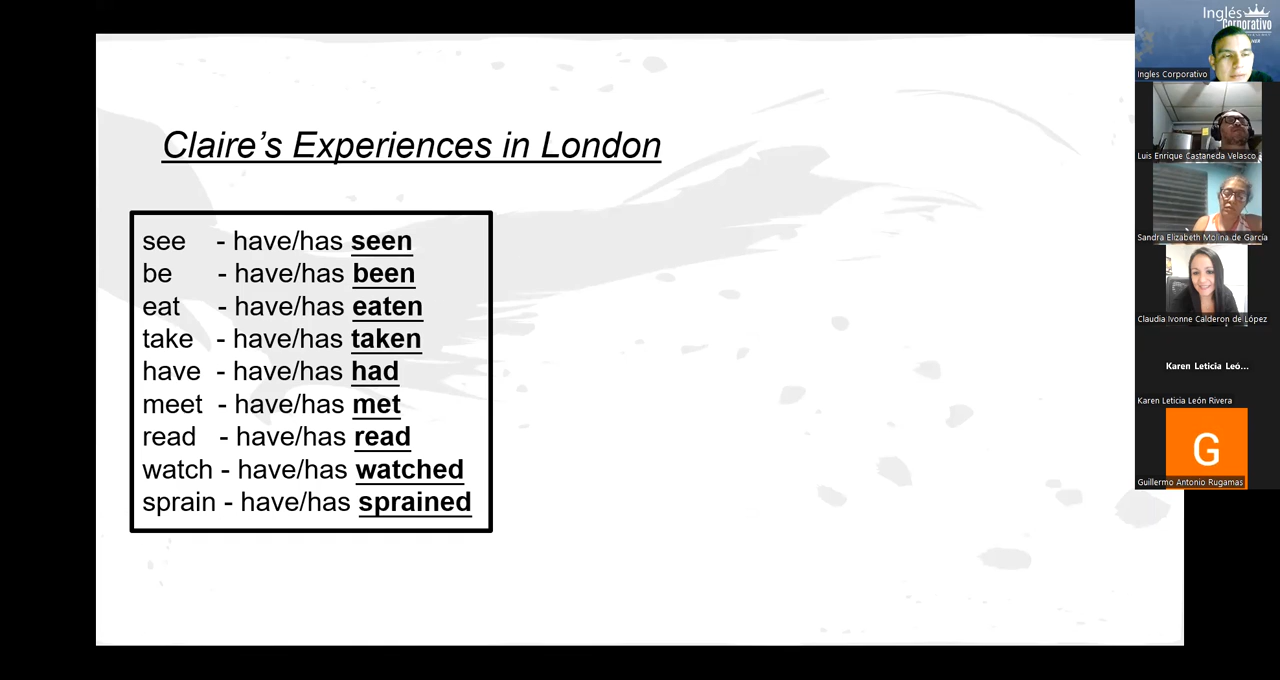 Claire's Experiences in London
see - have/has seen
be - have/has been
eat - have/has eaten
take - have/has taken
have - have/has had
meet - have/has met
read - have/has read
watch - have/has watched
sprain - have/has sprained
Inglés
Corporativo
Ingles Corporativo
Luis Enrique Castaneda Velasco
Sandra Elizabeth Molina de García
Claudia Ivonne Calderon de López
Karen Leticia Leó...
Karen Leticia León Rivera
G
Guillermo Antonio Rugamas